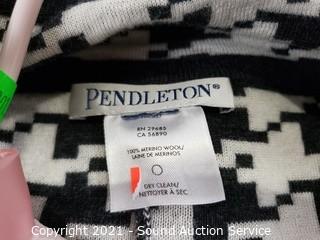 PENDLETON®
RN 29685
CA 56890
100% MERINO WOOL/
LAINE DE MERINOS
DRY CLEAN/
NETTOYER À SEC
Copyright 2021 - Sound Auction Service